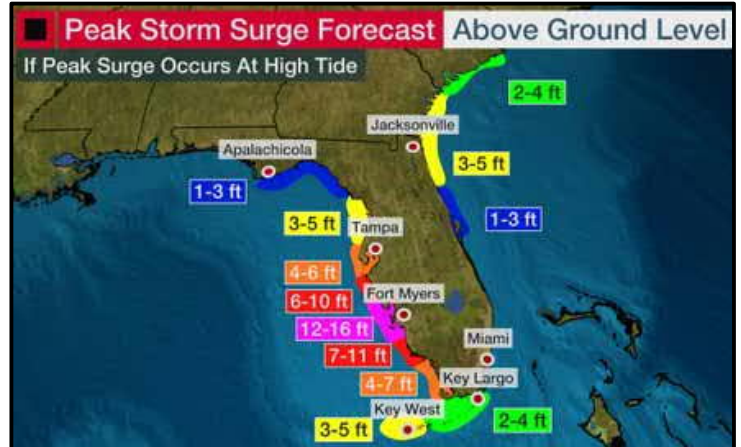 Peak Storm Surge Forecast Above Ground Level
If Peak Surge Occurs At High Tide
2-4 ft
Jacksonville
Apalachicola
3-5 ft
1-3 ft
1-3 ft
3-5 ft
Tampa
4-6 ft
6-10 ft
Fort Myers
12-16 ft
Miami
7-11 ft
Key Largo
4-7 ft
Key West
2-4 ft
3-5 ft